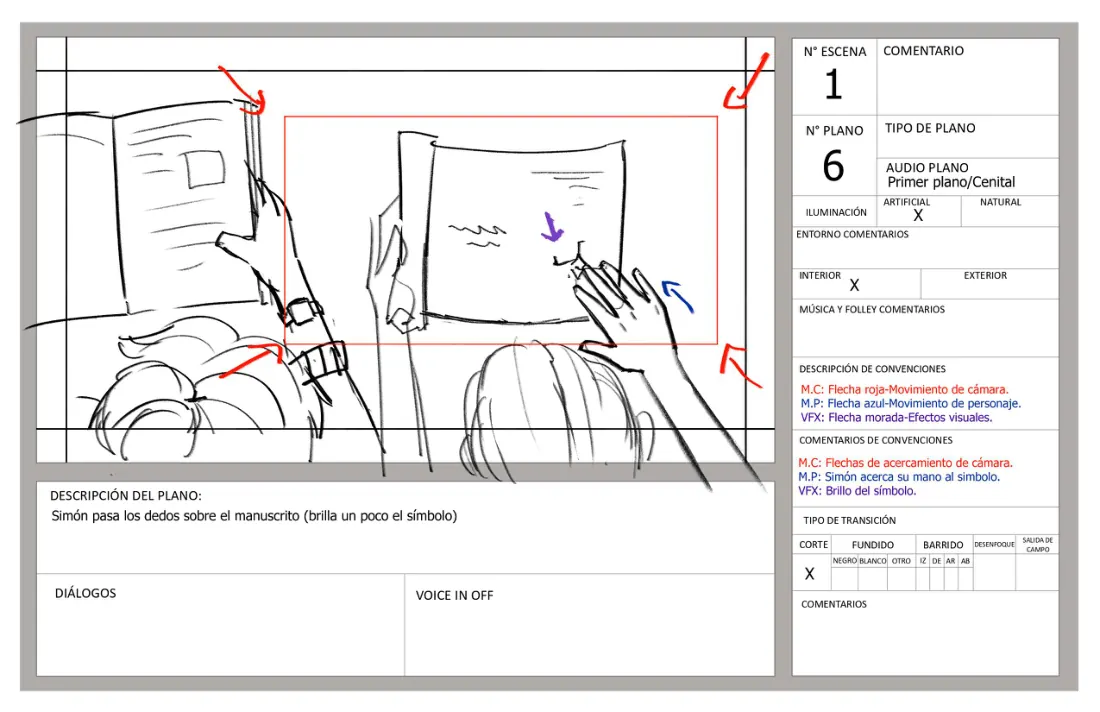 N° ESCENA
1
COMENTARIO
N° PLANO
6
TIPO DE PLANO
AUDIO PLANO
Primer plano/Cenital
ILUMINACIÓN
ARTIFICIAL
X
NATURAL
ENTORNO COMENTARIOS
INTERIOR
X
EXTERIOR
MÚSICA Y FOLLEY COMENTARIOS
DESCRIPCIÓN DE CONVENCIONES
M.C: Flecha roja-Movimiento de cámara.
M.P: Flecha azul-Movimiento de personaje.
VFX: Flecha morada-Efectos visuales.
COMENTARIOS DE CONVENCIONES
M.C: Flechas de acercamiento de cámara.
M.P: Simón acerca su mano al simbolo.
VFX: Brillo del símbolo.
TIPO DE TRANSICIÓN
CORTE
FUNDIDO
BARRIDO
DESENFOQUE
SALIDA DE
CAMPO
X
NEGRO BLANCO OTRO
IZ DE AR AB
COMENTARIOS
DESCRIPCIÓN DEL PLANO:
Simón pasa los dedos sobre el manuscrito (brilla un poco el símbolo)
DIÁLOGOS
VOICE IN OFF